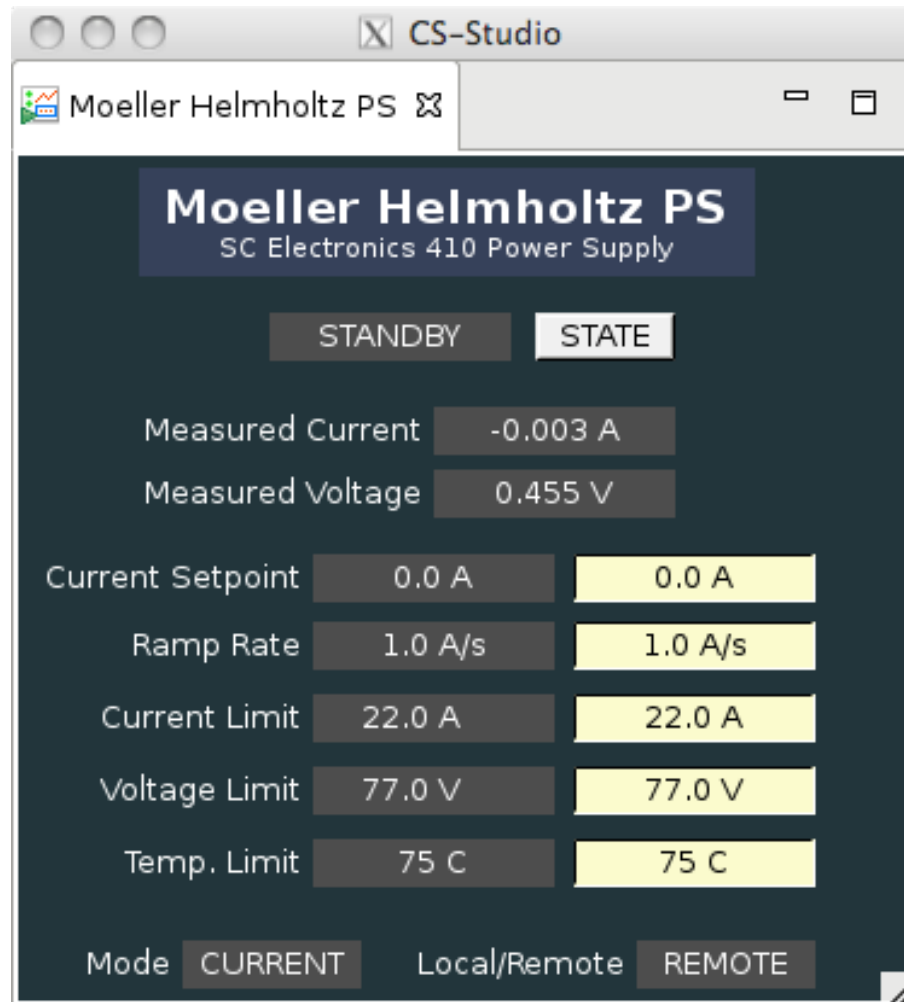 CS-Studio
Moeller Helmholtz PS
Moeller Helmholtz PS
SC Electronics 410 Power Supply
STANDBY STATE
Measured Current -0.003 A
Measured Voltage 0.455 V
Current Setpoint 0.0 A 0.0 A
Ramp Rate 1.0 A/s 1.0 A/s
Current Limit 22.0 A 22.0 A
Voltage Limit 77.0 V 77.0 V
Temp. Limit 75 C 75 C
Mode CURRENT Local/Remote REMOTE